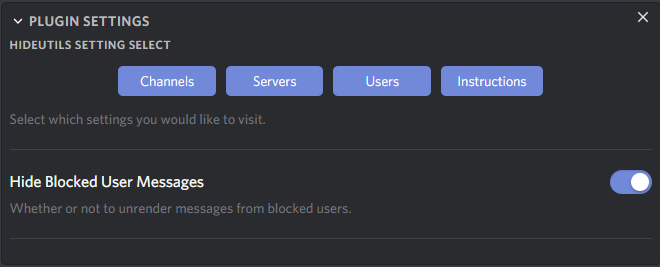 PLUGIN SETTINGS
HIDEUTILS SETTING SELECT
Channels Servers Users Instructions
Select which settings you would like to visit.
Hide Blocked User Messages
Whether or not to unrender messages from blocked users.